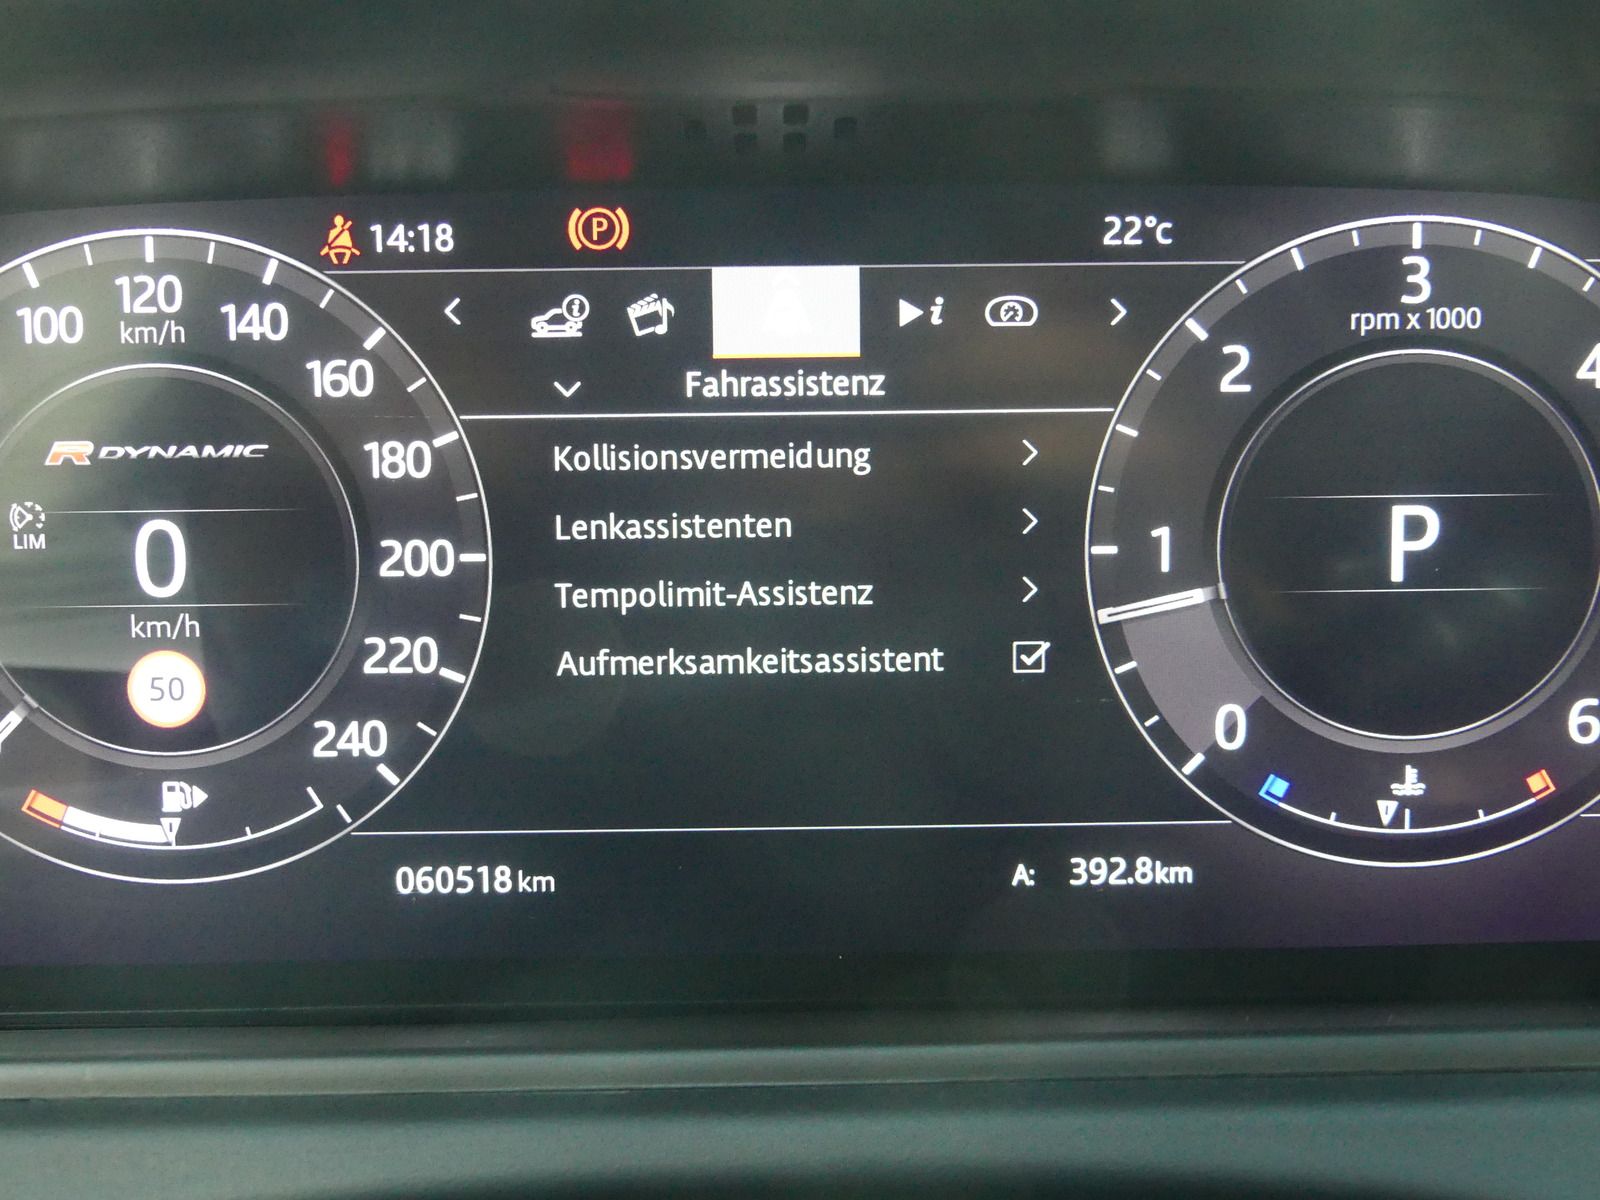 14:18
P
22°c
100
120
km/h
140
160
180
200
220
240
R DYNAMIC
LIM
0
km/h
50
i
i
Fahrassistenz
Kollisionsvermeidung
Lenkassistenten
Tempolimit-Assistenz
Aufmerksamkeitsassistent
3
rpm x 1000
2
4
1
0
6
P
060518 km
A: 392.8km